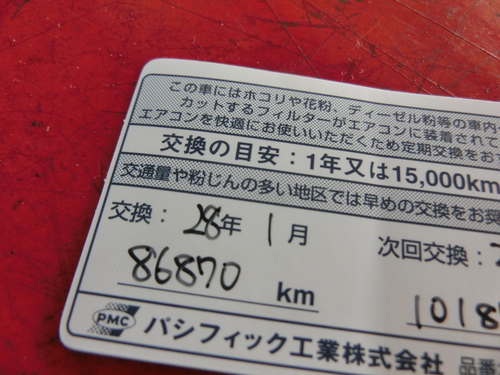 この車にはホコリや花粉、ディーゼル粉等の車内
カットするフィルターがエアコンに装着されて
エアコンを快適にお使いいただくため定期交換をお
交換の目安：1年又は15,000km
交通量や粉じんの多い地区では早めの交換をお奨
交換：28年 1月 次回交換：
86870 km 1018
PMC パシフィック工業株式会社 品番